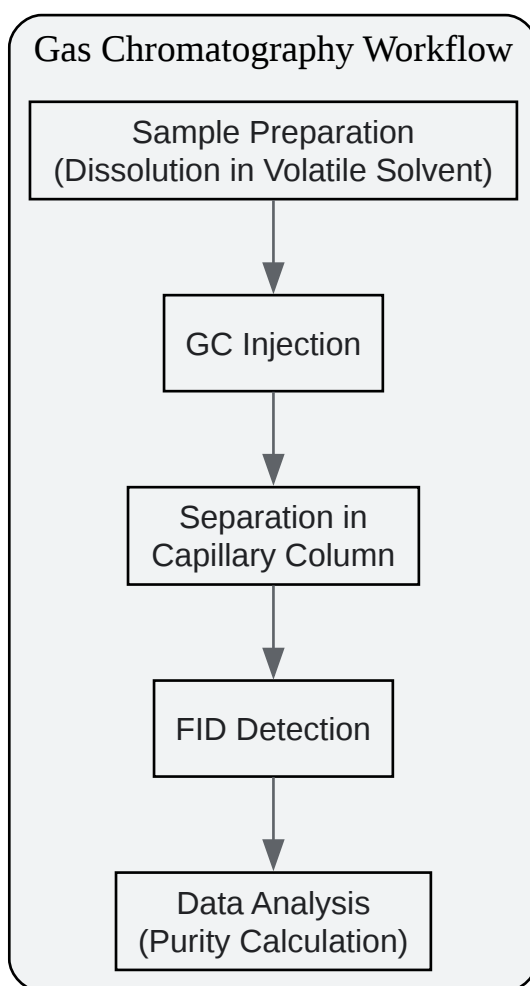 Gas Chromatography Workflow
Sample Preparation
(Dissolution in Volatile Solvent)
GC Injection
Separation in
Capillary Column
FID Detection
Data Analysis
(Purity Calculation)